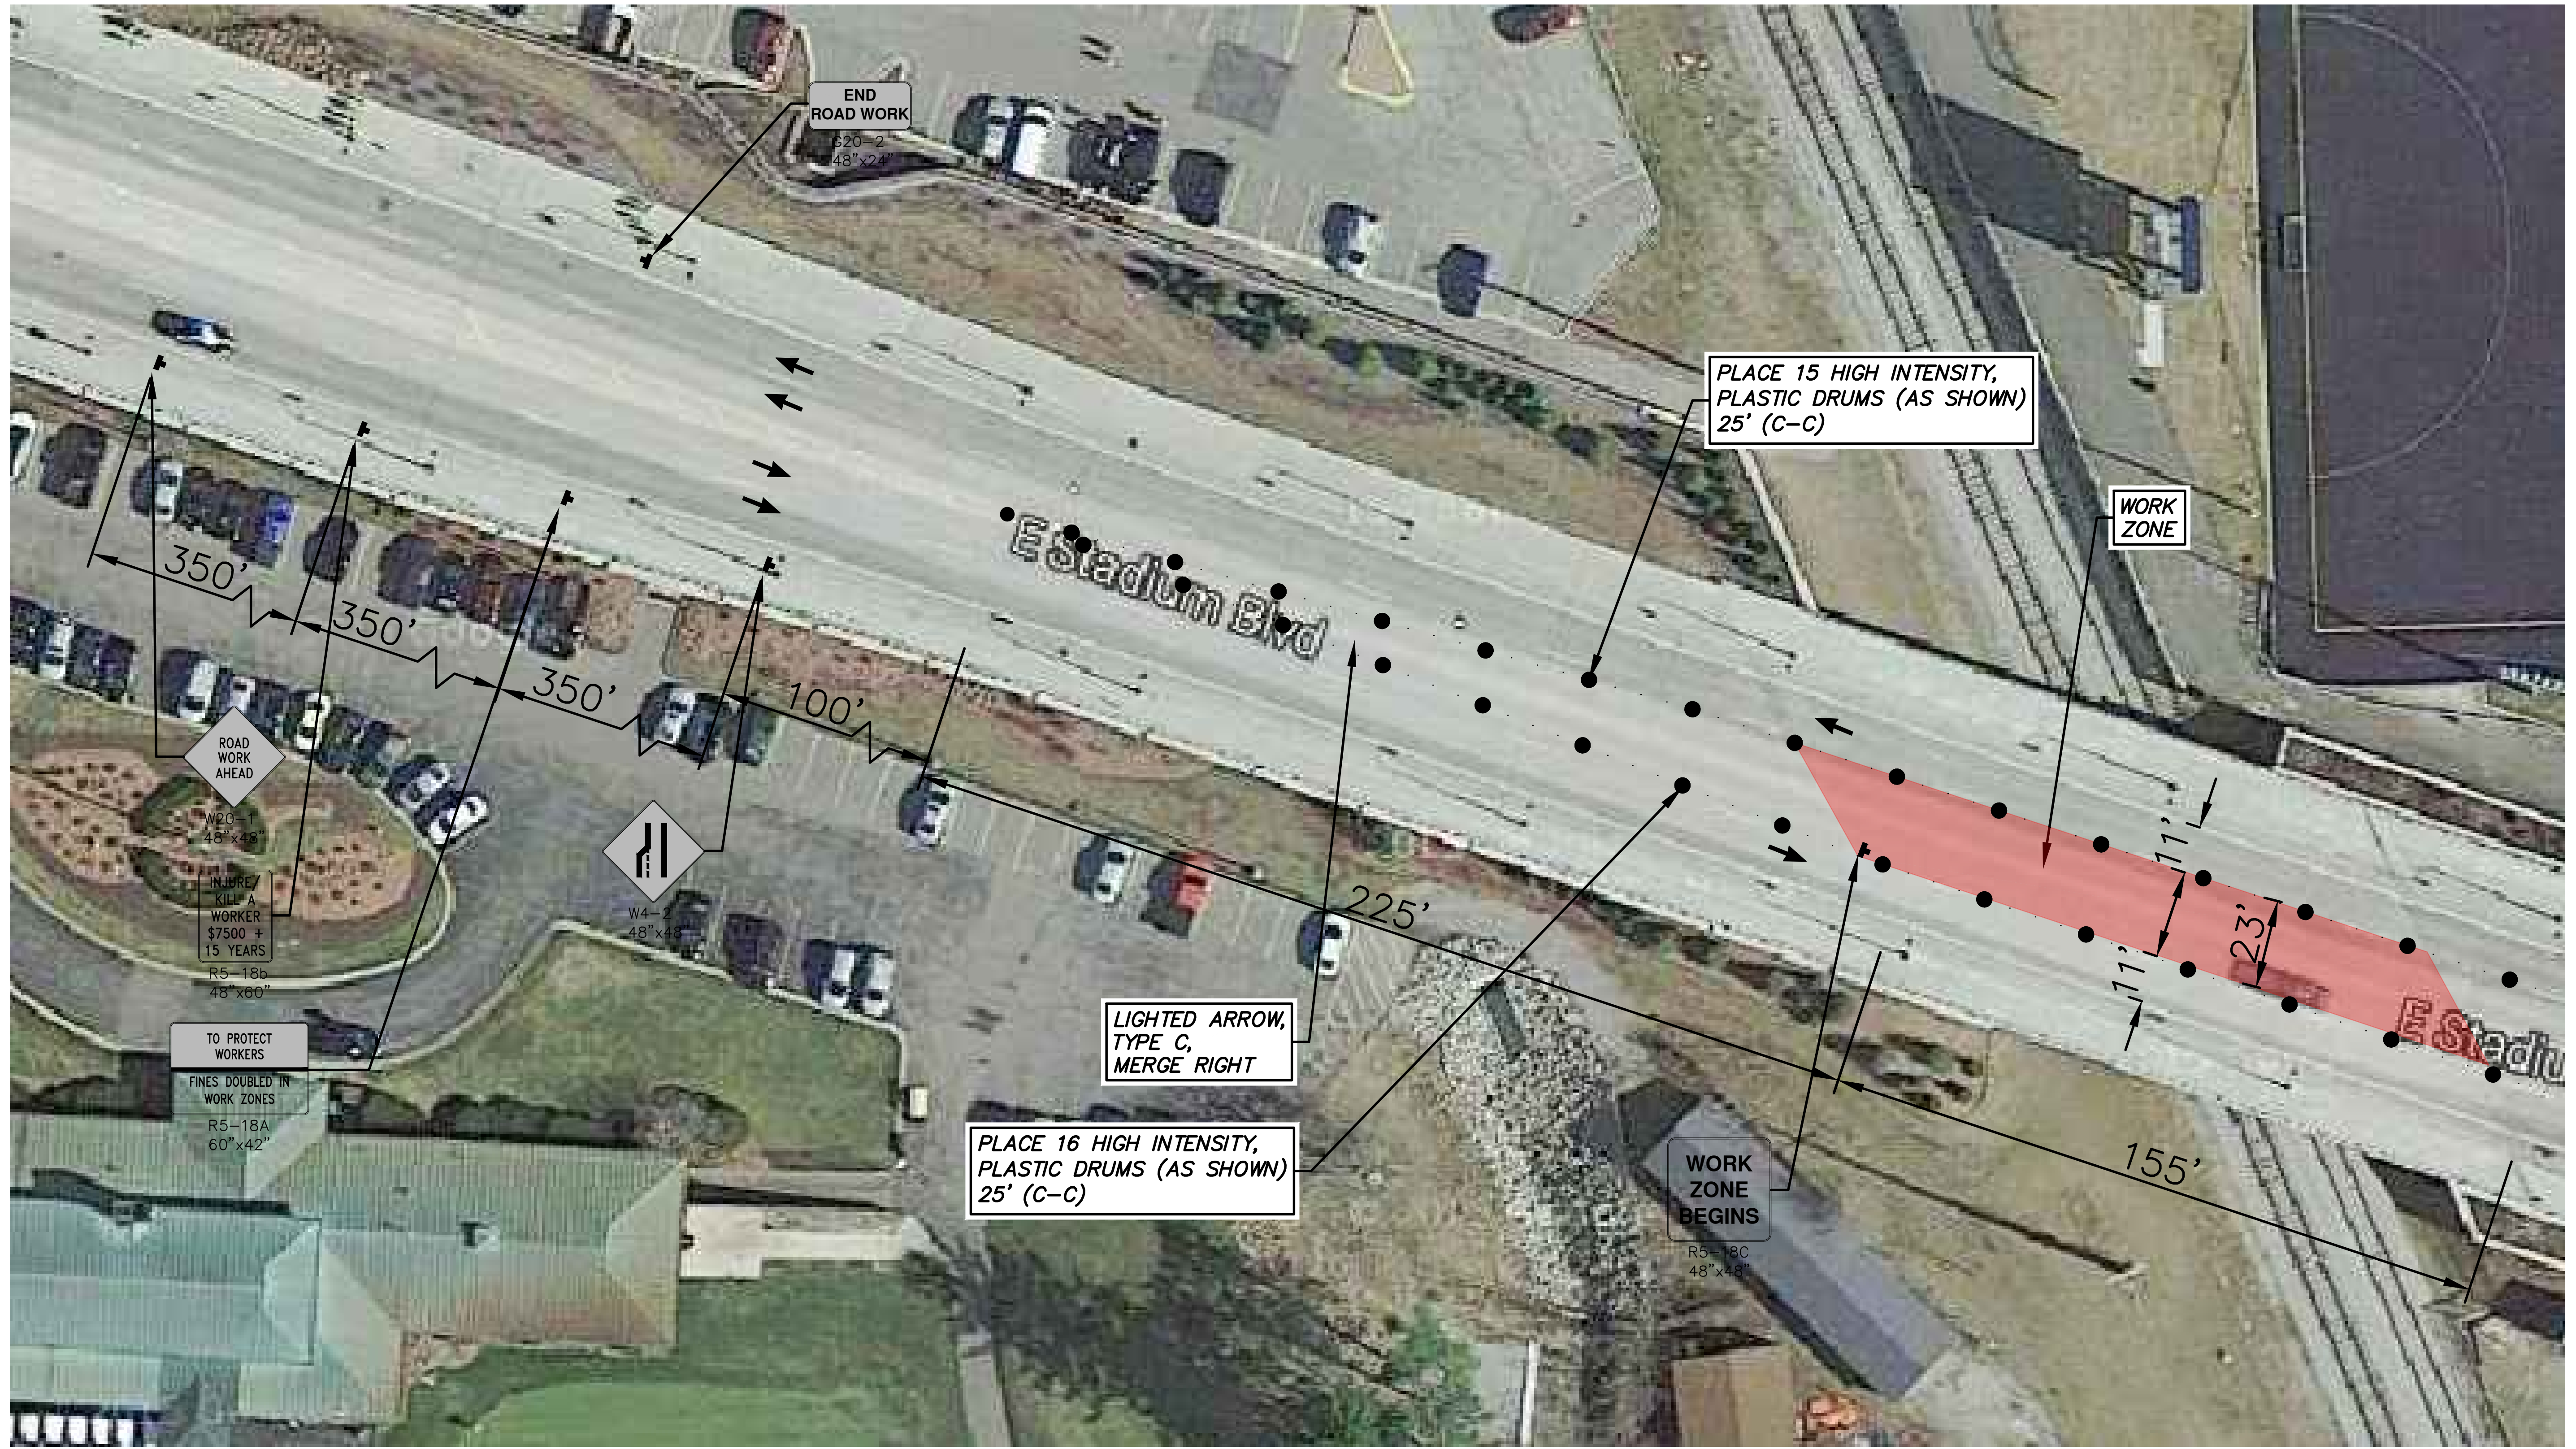 END
ROAD WORK
G20-2
48"x24"
PLACE 15 HIGH INTENSITY,
PLASTIC DRUMS (AS SHOWN)
25' (C-C)
WORK
ZONE
E Stadium Blvd
350'
350'
350'
100'
225'
155'
11'
23'
11'
E Stadiu
ROAD
WORK
AHEAD
W20-1
48"x48"
INJURE/
KILL A
WORKER
$7500 +
15 YEARS
R5-18b
48"x60"
TO PROTECT
WORKERS
FINES DOUBLED IN
WORK ZONES
R5-18A
60"x42"
W4-2
48"x48"
LIGHTED ARROW,
TYPE C,
MERGE RIGHT
PLACE 16 HIGH INTENSITY,
PLASTIC DRUMS (AS SHOWN)
25' (C-C)
WORK
ZONE
BEGINS
R5-18C
48"x48"